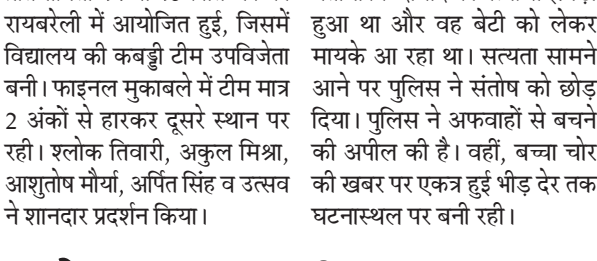 रायबरेली में आयोजित हुई, जिसमें
विद्यालय की कबड्डी टीम उपविजेता
बनी। फाइनल मुकाबले में टीम मात्र
2 अंकों से हारकर दूसरे स्थान पर
रही। श्लोक तिवारी, अकुल मिश्रा,
आशुतोष मौर्या, अर्पित सिंह व उत्सव
ने शानदार प्रदर्शन किया।
हुआ था और वह बेटी को लेकर
मायके आ रहा था। सत्यता सामने
आने पर पुलिस ने संतोष को छोड़
दिया। पुलिस ने अफवाहों से बचने
की अपील की है। वहीं, बच्चा चोर
की खबर पर एकत्र हुई भीड़ देर तक
घटनास्थल पर बनी रही।